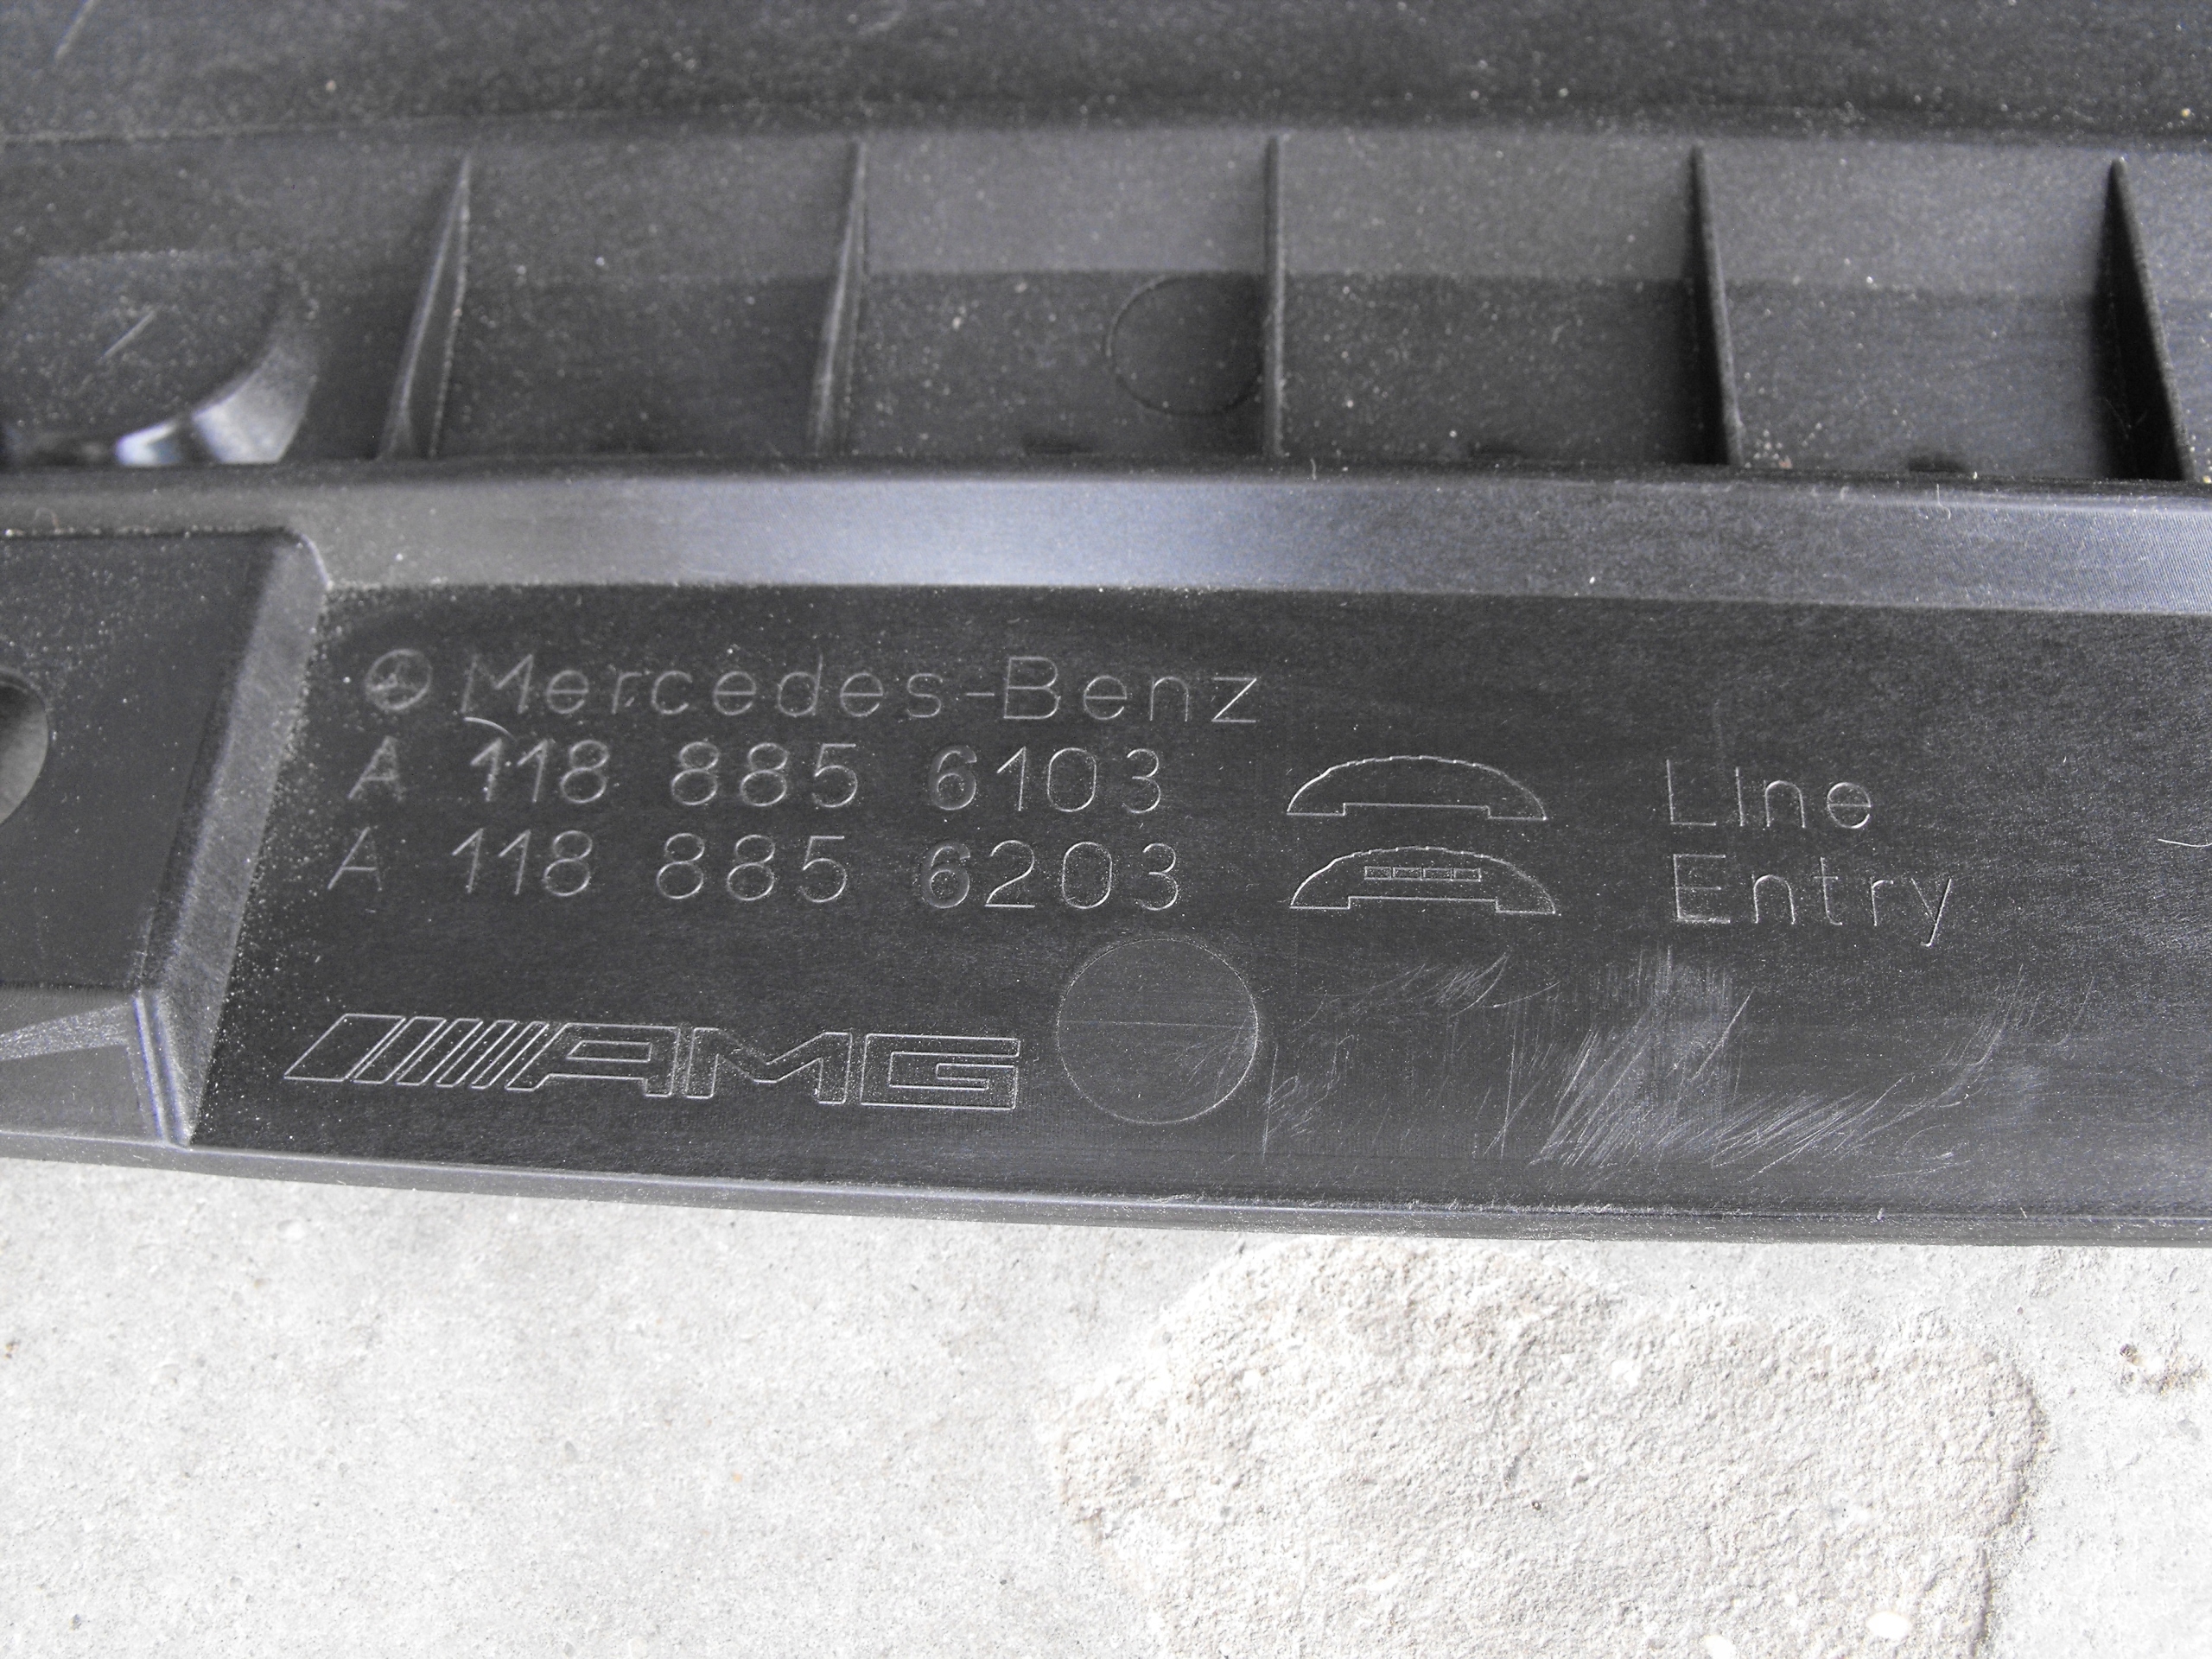 Mercedes-Benz
A 118 885 6103 Line
A 118 885 6203 Entry
AMG